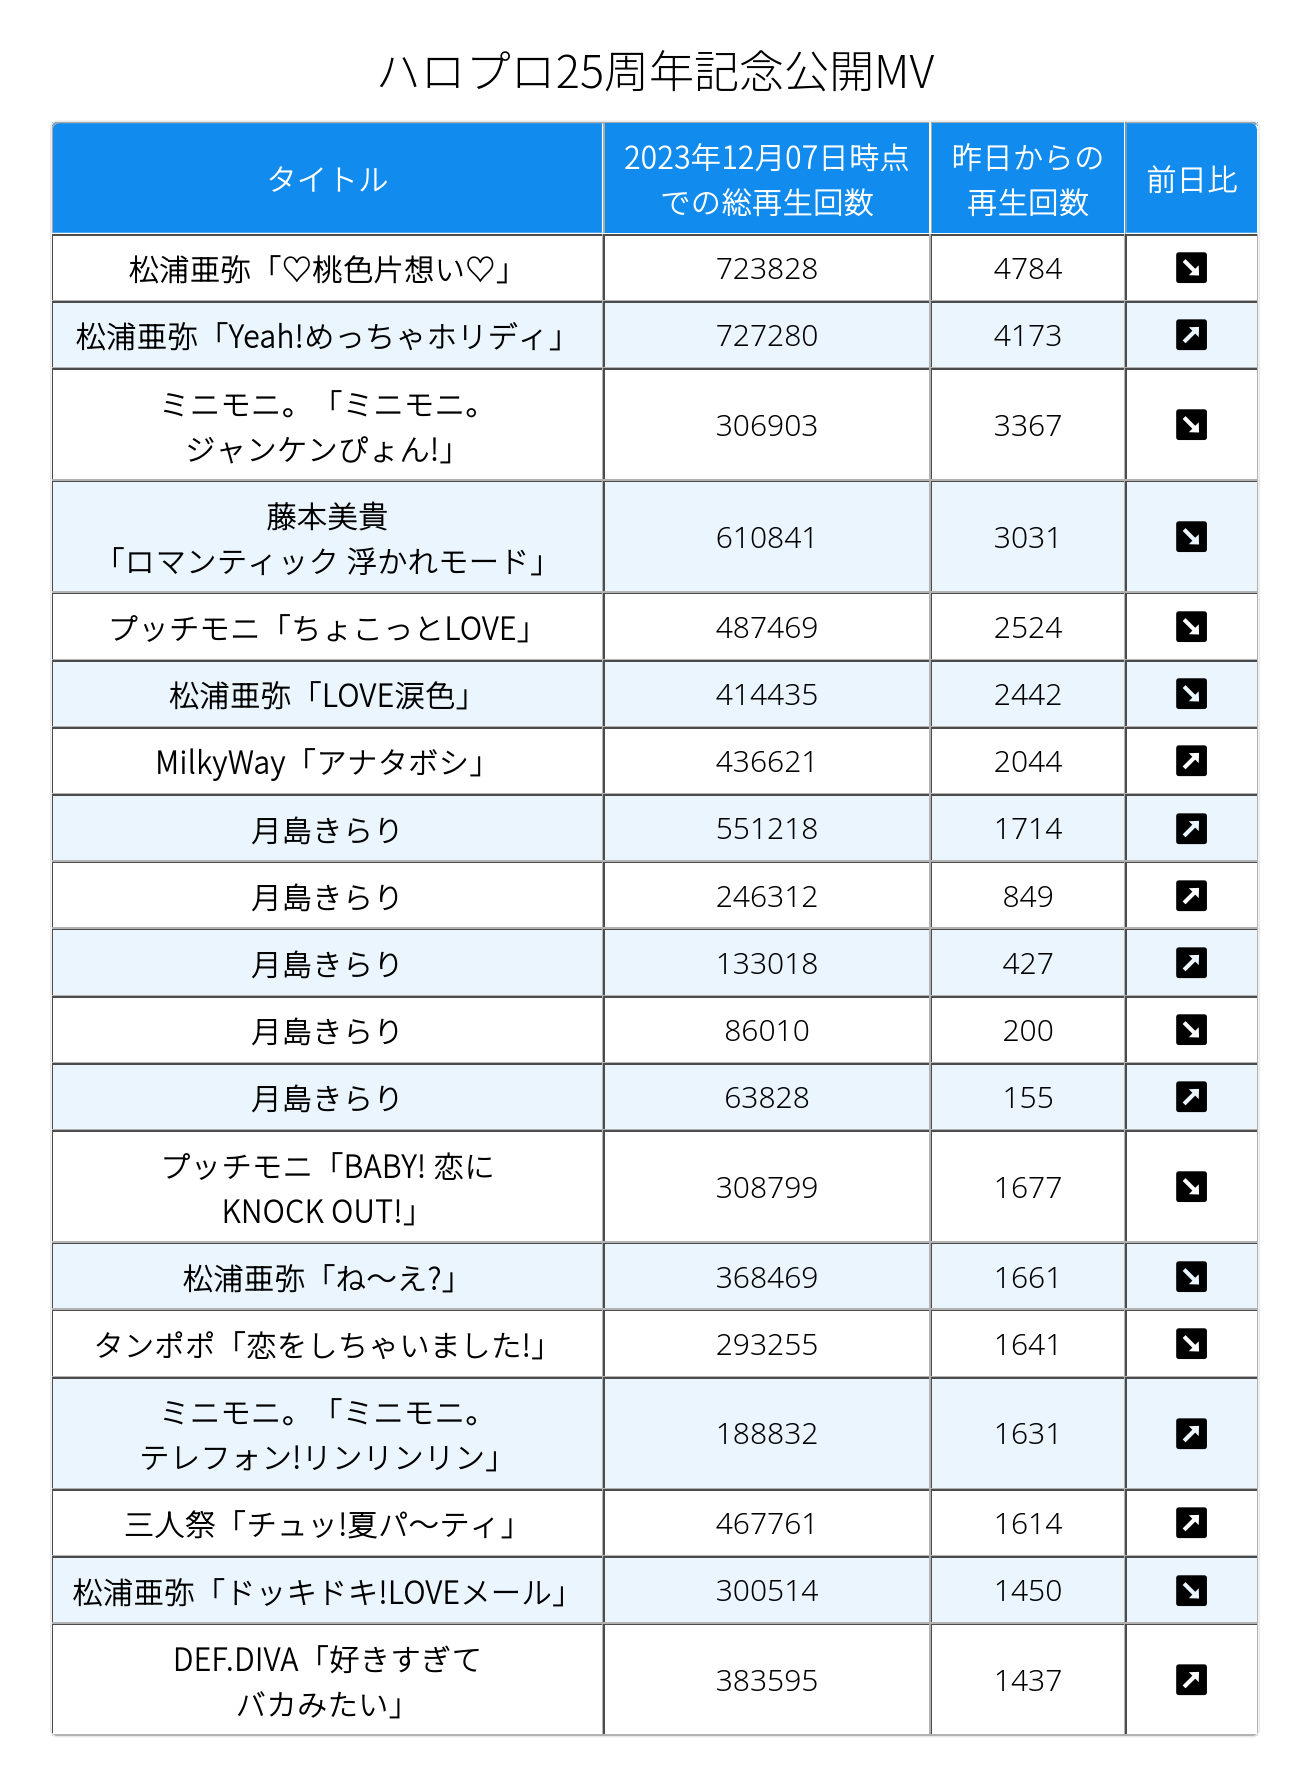 ハロプロ25周年記念公開MV
タイトル
2023年12月07日時点
での総再生回数
昨日からの
再生回数
前日比
松浦亜弥「♡桃色片想い♡」 723828 4784
松浦亜弥「Yeah!めっちゃホリディ」 727280 4173
ミニモニ。「ミニモニ。
ジャンケンぴょん!」
306903 3367
藤本美貴
「ロマンティック 浮かれモード」
610841 3031
プッチモニ「ちょこっとLOVE」 487469 2524
松浦亜弥「LOVE涙色」 414435 2442
MilkyWay「アナタボシ」 436621 2044
月島きらり 551218 1714
月島きらり 246312 849
月島きらり 133018 427
月島きらり 86010 200
月島きらり 63828 155
プッチモニ「BABY! 恋に
KNOCK OUT!」
308799 1677
松浦亜弥「ね〜え?」 368469 1661
タンポポ「恋をしちゃいました!」 293255 1641
ミニモニ。「ミニモニ。
テレフォン!リンリンリン」
188832 1631
三人祭「チュッ!夏パ〜ティ」 467761 1614
松浦亜弥「ドッキドキ!LOVEメール」 300514 1450
DEF.DIVA「好きすぎて
バカみたい」
383595 1437